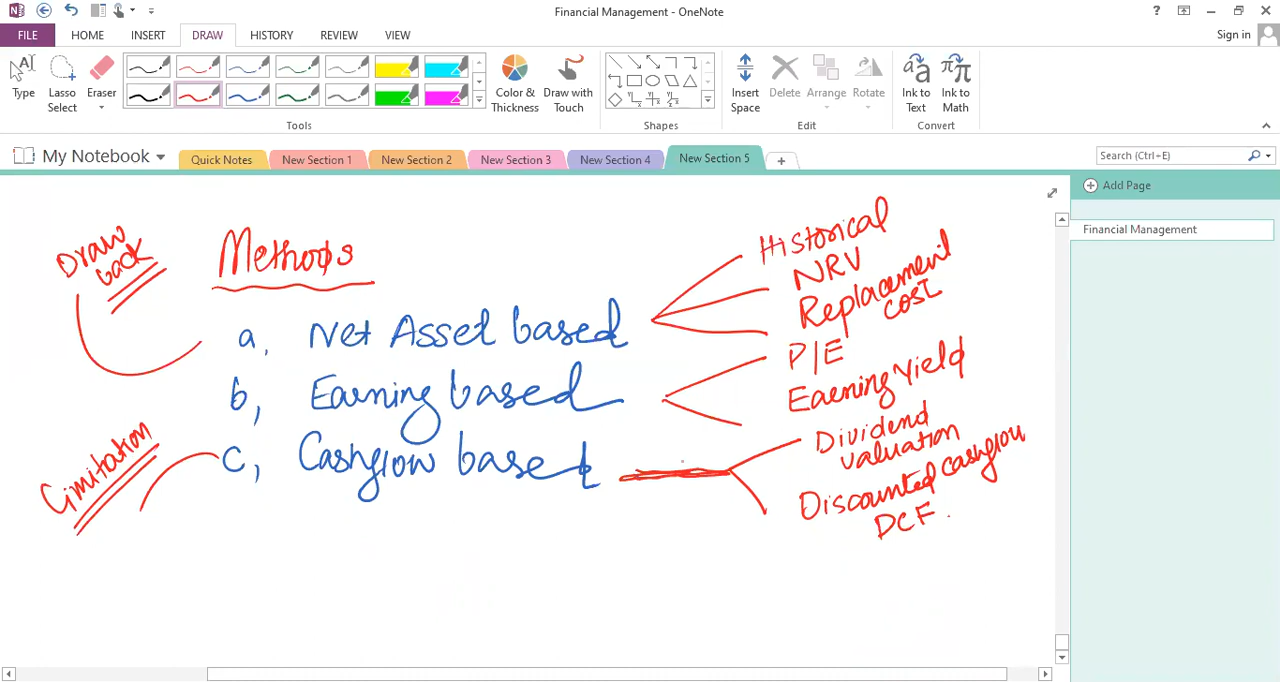 Financial Management - OneNote
FILE HOME INSERT DRAW HISTORY REVIEW VIEW
Sign in
Type
Lasso Select
Eraser
Color & Thickness
Draw with Touch
Insert Space
Delete
Arrange
Rotate
Ink to Text
Ink to Math
Tools
Shapes
Edit
Convert
My Notebook
Quick Notes
New Section 1
New Section 2
New Section 3
New Section 4
New Section 5
Search (Ctrl+E)
Add Page
Financial Management
Draw
back
Methods
a, Net Asset based
Historical
NRV
Replacement
cost
b, Earning based
P/E
Earning Yield
c, Cashflow based
Dividend
valuation
Discounted cashflow
DCF.
Limitation